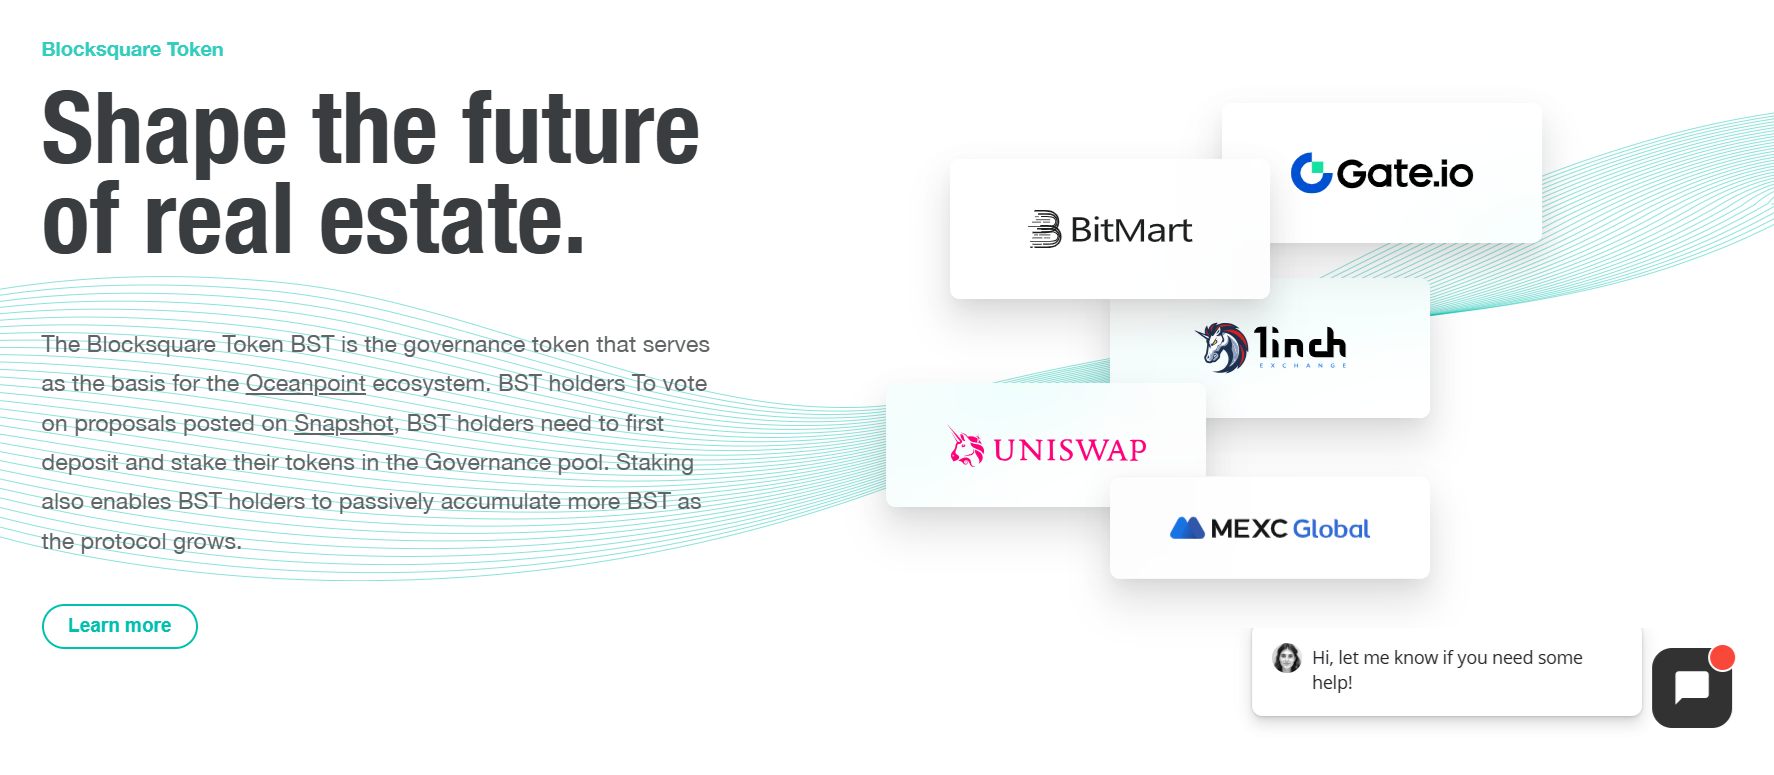 Blocksquare Token
Shape the future
of real estate.
The Blocksquare Token BST is the governance token that serves
as the basis for the Oceanpoint ecosystem. BST holders To vote
on proposals posted on Snapshot, BST holders need to first
deposit and stake their tokens in the Governance pool. Staking
also enables BST holders to passively accumulate more BST as
the protocol grows.
Learn more
Gate.io
BitMart
1inch
EXCHANGE
UNISWAP
MEXC Global
Hi, let me know if you need some
help!